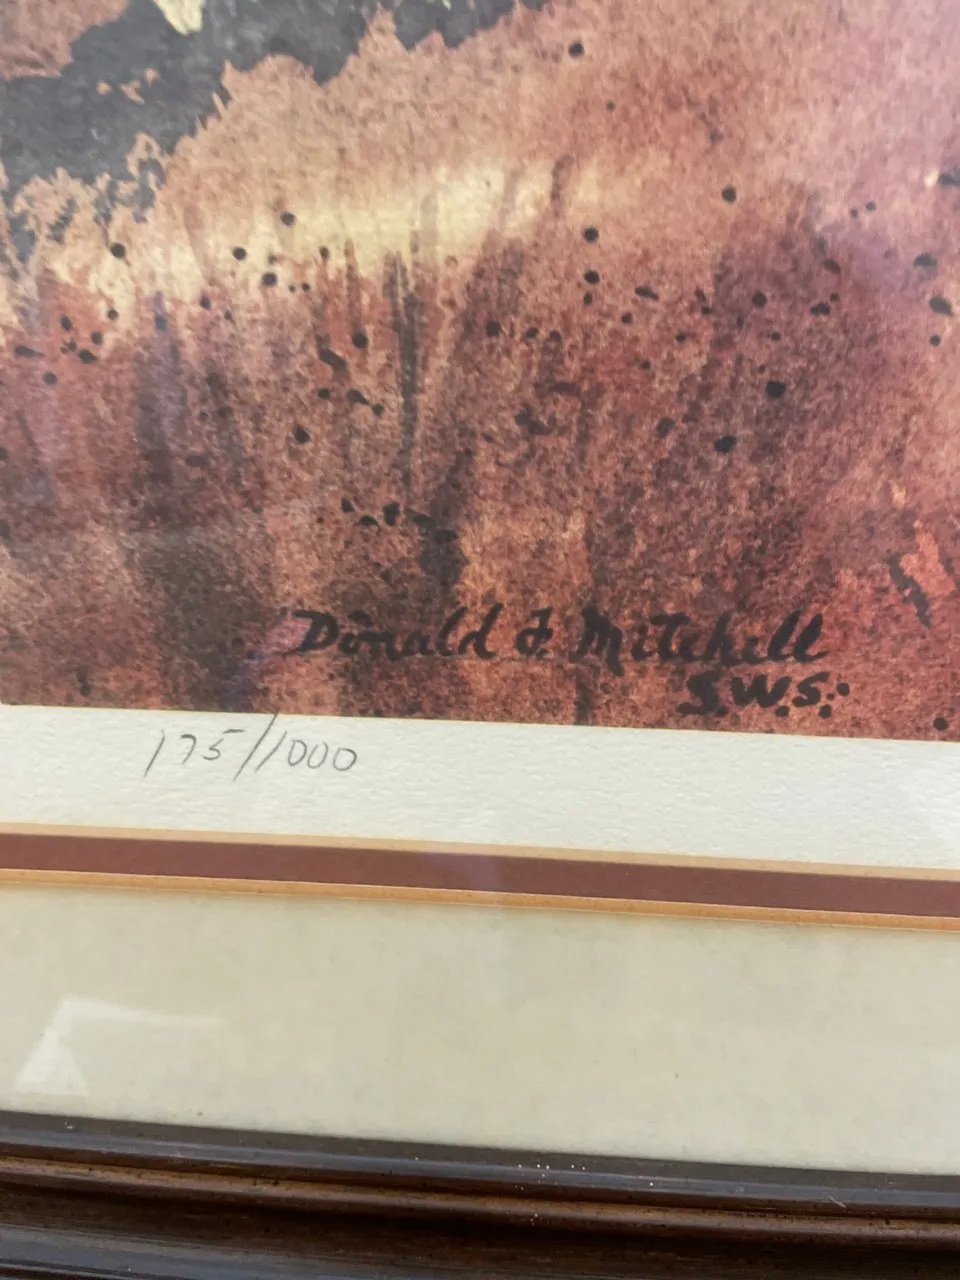 Donald F. Mitchell
S.W.S.
175/1000